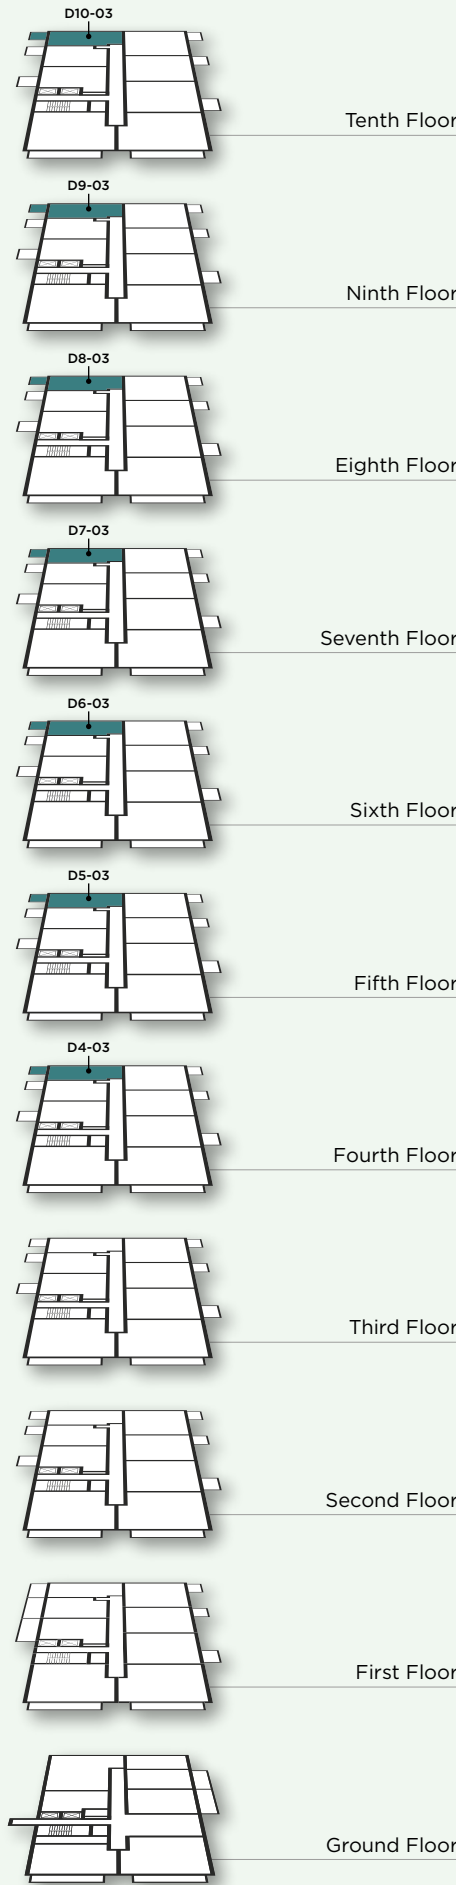 D10-03
Tenth Floor
D9-03
Ninth Floor
D8-03
Eighth Floor
D7-03
Seventh Floor
D6-03
Sixth Floor
D5-03
Fifth Floor
D4-03
Fourth Floor
Third Floor
Second Floor
First Floor
Ground Floor